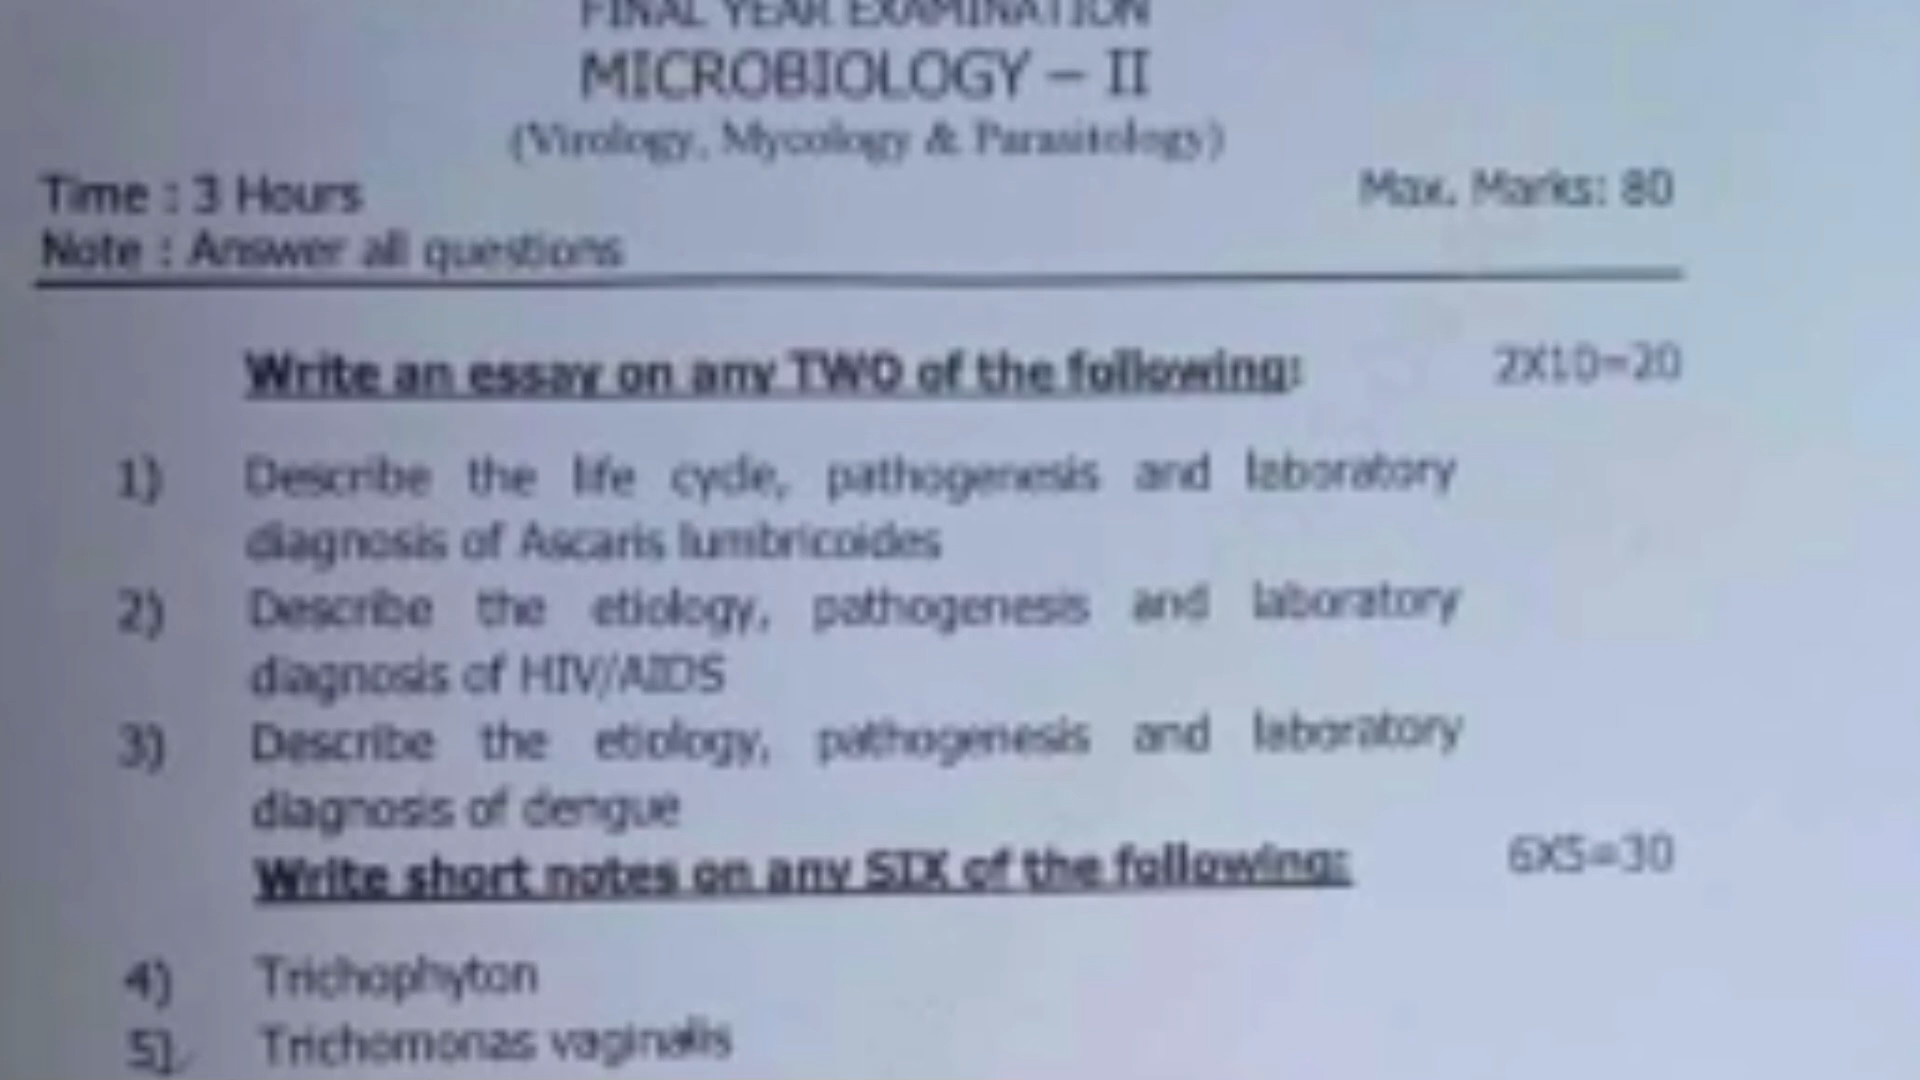 FINAL YEAR EXAMINATION
MICROBIOLOGY – II
(Virology, Mycology & Parasitology)
Time : 3 Hours
Max. Marks: 80
Note : Answer all questions
Write an essay on any TWO of the following:
2X10=20
1) Describe the life cycle, pathogenesis and laboratory
diagnosis of Ascaris lumbricoides
2) Describe the etiology, pathogenesis and laboratory
diagnosis of HIV/AIDS
3) Describe the etiology, pathogenesis and laboratory
diagnosis of dengue
Write short notes on any SIX of the following:
6X5=30
4) Trichophyton
5) Trichomonas vaginalis